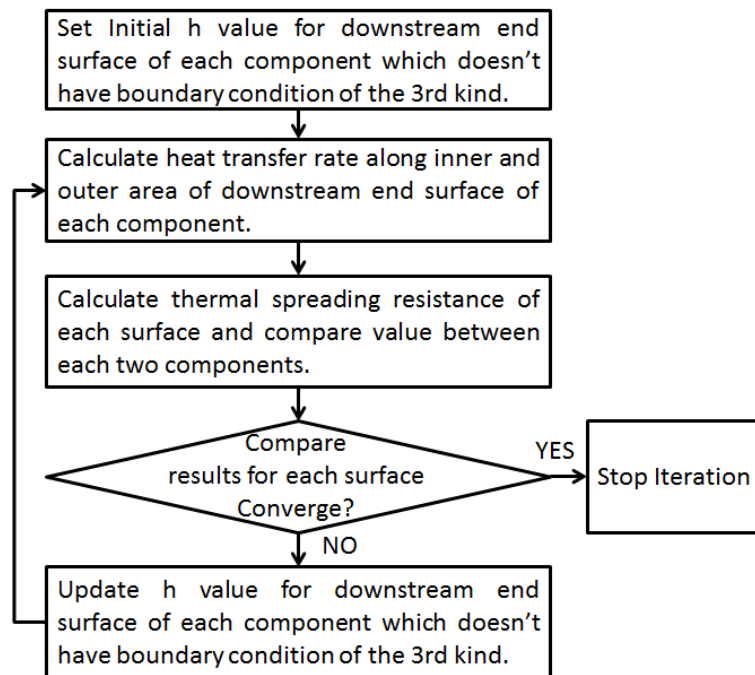 Set Initial h value for downstream end
surface of each component which doesn't
have boundary condition of the 3rd kind.
Calculate heat transfer rate along inner and
outer area of downstream end surface of
each component.
Calculate thermal spreading resistance of
each surface and compare value between
each two components.
Compare
results for each surface
Converge?
YES
Stop Iteration
NO
Update h value for downstream end
surface of each component which doesn't
have boundary condition of the 3rd kind.